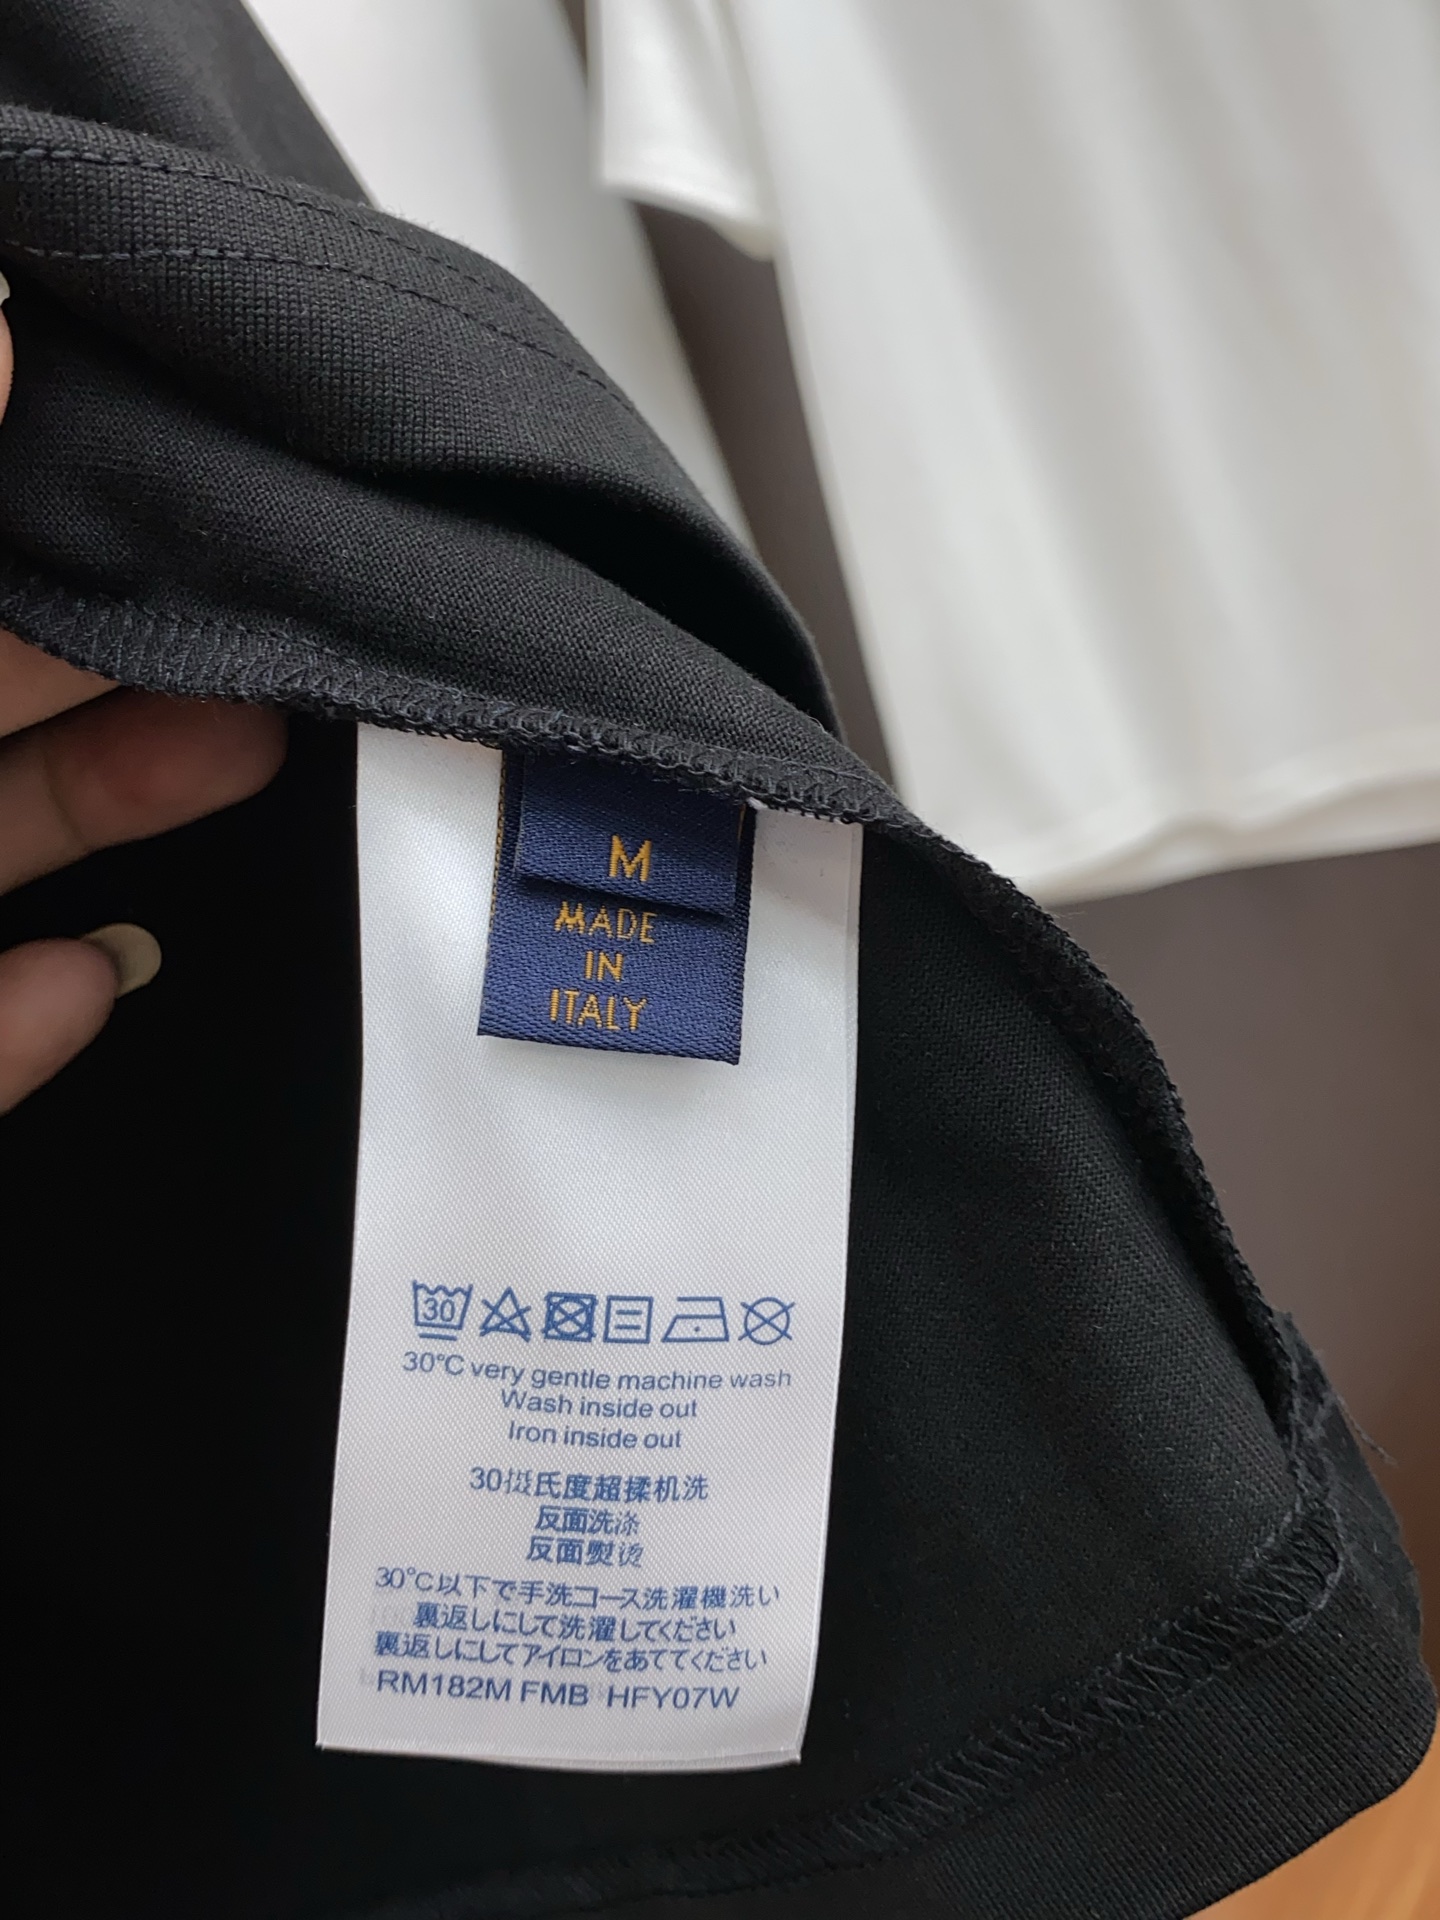 M
MADE
IN
ITALY
30
30°C very gentle machine wash
Wash inside out
Iron inside out
30摄氏度超揉机洗
反面洗涤
反面熨烫
30°C以下で手洗コース洗濯機洗い
裏返しにして洗濯してください
裏返しにしてアイロンをあててください
RM182M FMB HFY07W